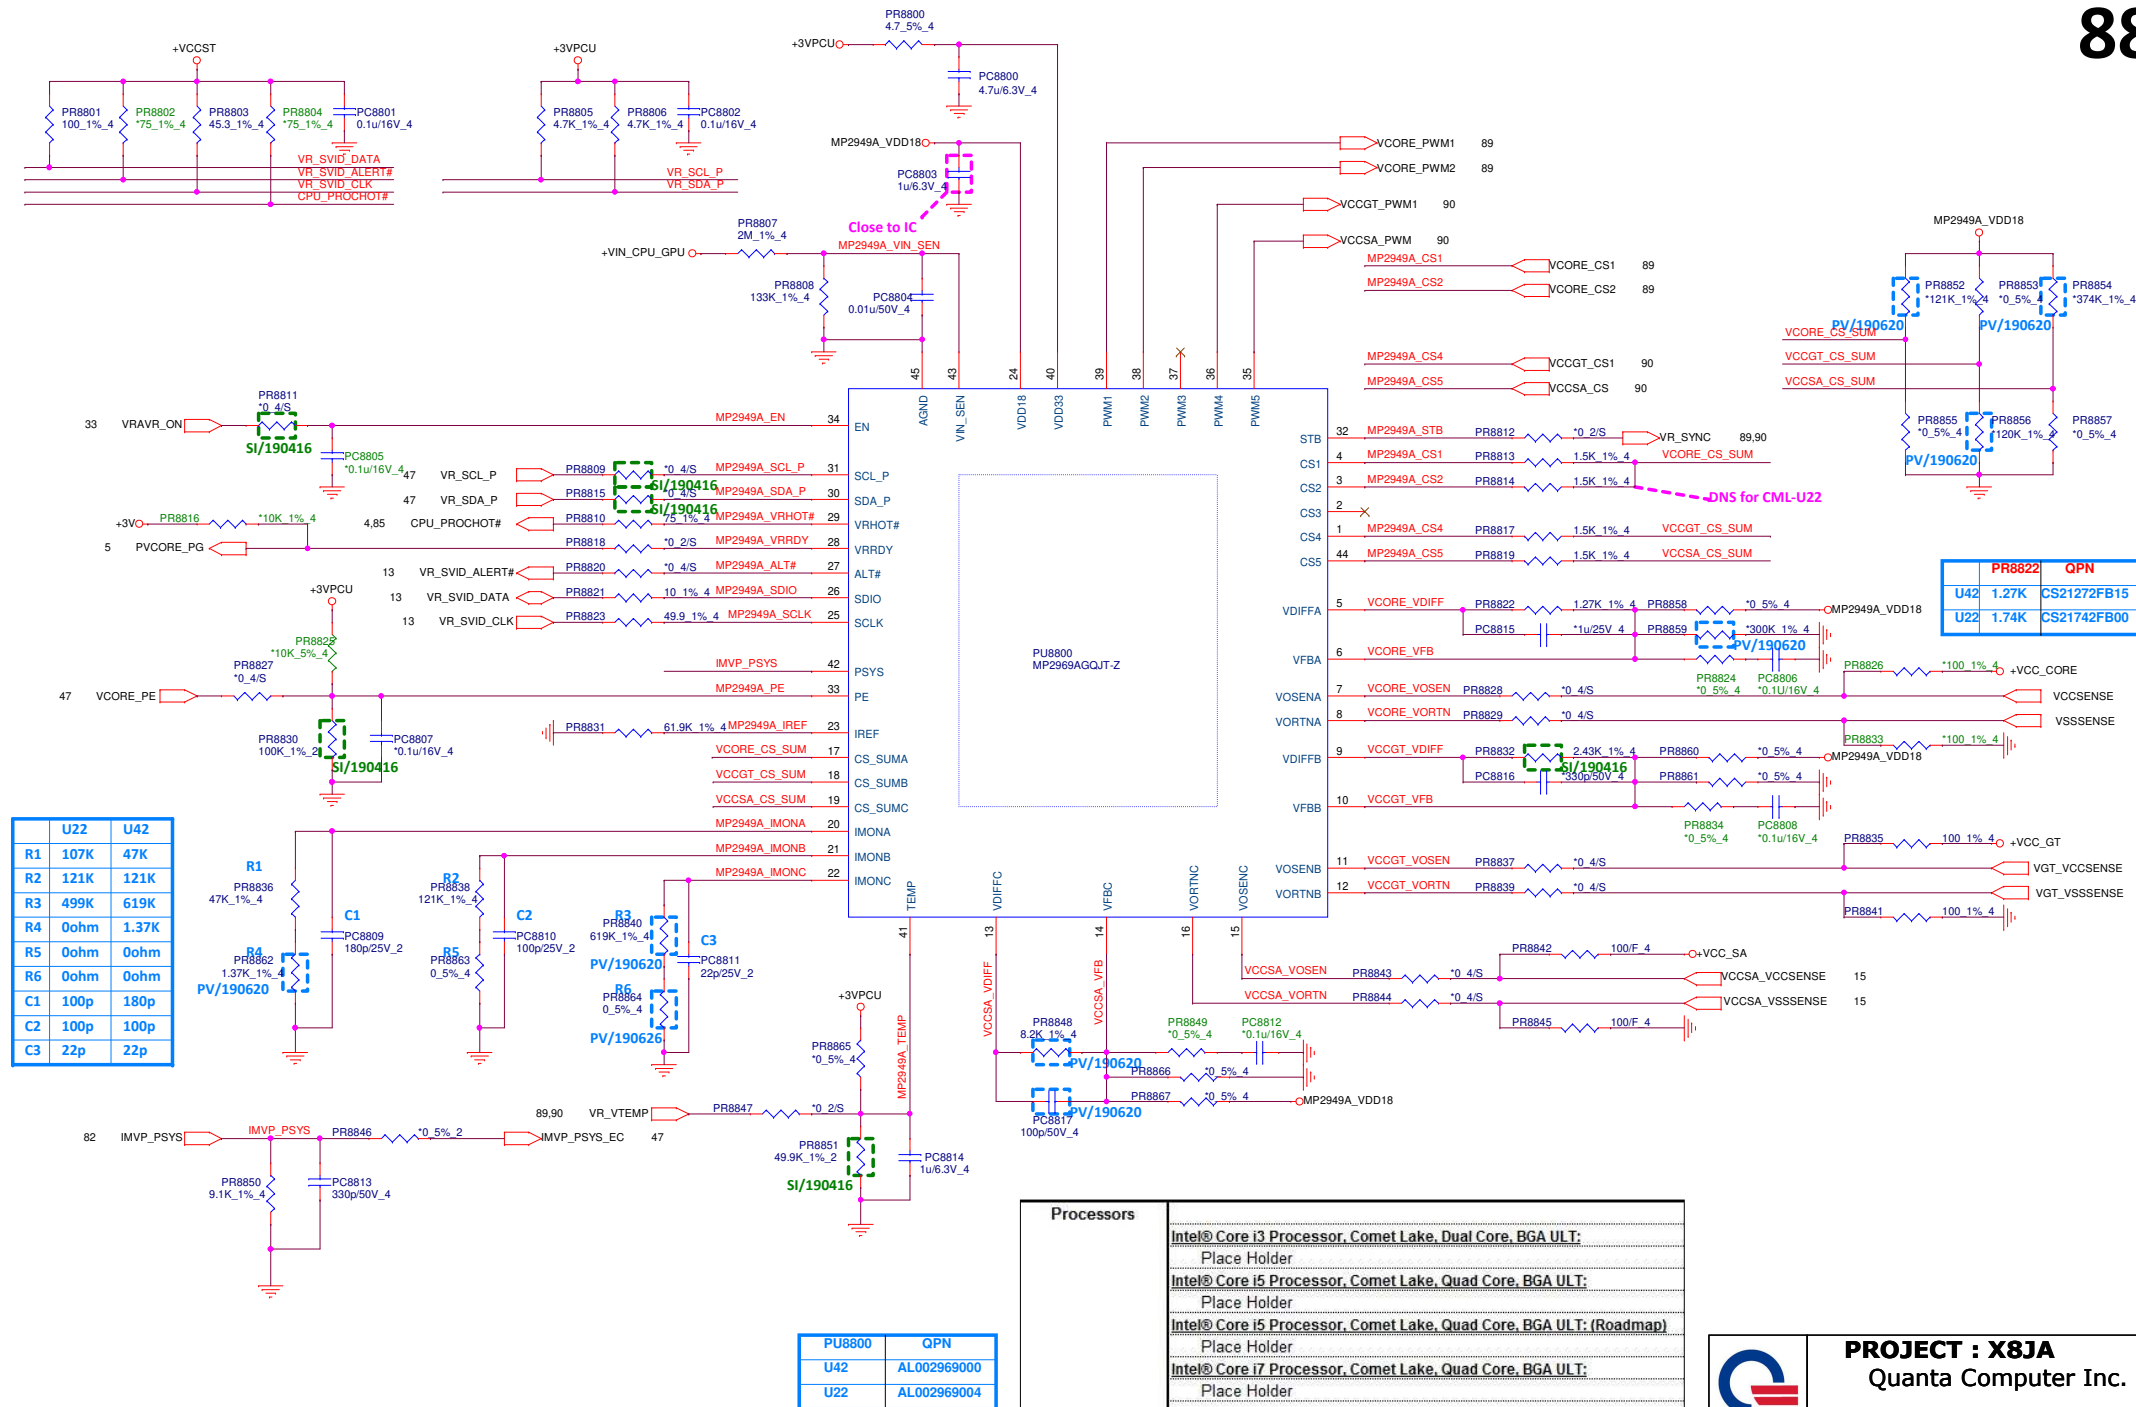 88
+VCCST
PR8801
100_1%_4
PR8802
*75_1%_4
PR8803
45.3_1%_4
PR8804
*75_1%_4
PC8801
0.1u/16V_4
VR_SVID_DATA
VR_SVID_ALERT#
VR_SVID_CLK
CPU_PROCHOT#
+3VPCU
PR8805
4.7K_1%_4
PR8806
4.7K_1%_4
PC8802
0.1u/16V_4
VR_SCL_P
VR_SDA_P
PR8800
4.7_5%_4
+3VPCU
PC8800
4.7u/6.3V_4
MP2949A_VDD18
PC8803
1u/6.3V_4
Close to IC
PR8807
2M_1%_4
+VIN_CPU_GPU
MP2949A_VIN_SEN
PR8808
133K_1%_4
PC8804
0.01u/50V_4
VCORE_PWM1 89
VCORE_PWM2 89
VCCGT_PWM1 90
VCCSA_PWM 90
MP2949A_CS1 VCORE_CS1 89
MP2949A_CS2 VCORE_CS2 89
MP2949A_CS4 VCCGT_CS1 90
MP2949A_CS5 VCCSA_CS 90
MP2949A_VDD18
PR8852
*121K_1%_4
PV/190620
PR8853
*0_5%_4
PR8854
*374K_1%_4
PV/190620
VCORE_CS_SUM
VCCGT_CS_SUM
VCCSA_CS_SUM
PR8855
*0_5%_4
PR8856
*120K_1%_4
PV/190620
PR8857
*0_5%_4
45 43 24 40 39 38 37 36 35
AGND VIN_SEN VDD18 VDD33 PWM1 PWM2 PWM3 PWM4 PWM5
PU8800
MP2969AGQJT-Z
33 VRAVR_ON
PR8811
*0_4/S
SI/190416
MP2949A_EN 34 EN
PC8805
*0.1u/16V_4
47 VR_SCL_P PR8809 *0_4/S MP2949A_SCL_P 31 SCL_P
SI/190416
47 VR_SDA_P PR8815 *0_4/S MP2949A_SDA_P 30 SDA_P
SI/190416
4,85 CPU_PROCHOT# PR8810 75_1%_4 MP2949A_VRHOT# 29 VRHOT#
+3V PR8816 *10K_1%_4
5 PVCORE_PG PR8818 *0_2/S MP2949A_VRRDY 28 VRRDY
13 VR_SVID_ALERT# PR8820 *0_4/S MP2949A_ALT# 27 ALT#
13 VR_SVID_DATA PR8821 10_1%_4 MP2949A_SDIO 26 SDIO
13 VR_SVID_CLK PR8823 49.9_1%_4 MP2949A_SCLK 25 SCLK
IMVP_PSYS 42 PSYS
+3VPCU
PR8825
*10K_5%_4
PR8827
*0_4/S
47 VCORE_PE MP2949A_PE 33 PE
PR8830
100K_1%_2
SI/190416
PC8807
*0.1u/16V_4
PR8831 61.9K_1%_4 MP2949A_IREF 23 IREF
VCORE_CS_SUM 17 CS_SUMA
VCCGT_CS_SUM 18 CS_SUMB
VCCSA_CS_SUM 19 CS_SUMC
MP2949A_IMONA 20 IMONA
MP2949A_IMONB 21 IMONB
MP2949A_IMONC 22 IMONC
STB 32 MP2949A_STB PR8812 *0_2/S VR_SYNC 89,90
CS1 4 MP2949A_CS1 PR8813 1.5K_1%_4 VCORE_CS_SUM
CS2 3 MP2949A_CS2 PR8814 1.5K_1%_4
DNS for CML-U22
CS3 2
CS4 1 MP2949A_CS4 PR8817 1.5K_1%_4 VCCGT_CS_SUM
CS5 44 MP2949A_CS5 PR8819 1.5K_1%_4 VCCSA_CS_SUM
PR8822 QPN
U42 1.27K CS21272FB15
U22 1.74K CS21742FB00
VDIFFA 5 VCORE_VDIFF PR8822 1.27K_1%_4 PR8858 *0_5%_4 MP2949A_VDD18
PC8815 *1u/25V_4 PR8859 *300K_1%_4
PV/190620
VFBA 6 VCORE_VFB
PR8824
*0_5%_4
PC8806
*0.1U/16V_4
PR8826 *100_1%_4 +VCC_CORE
VOSENA 7 VCORE_VOSEN PR8828 *0_4/S VCCSENSE
VORTNA 8 VCORE_VORTN PR8829 *0_4/S VSSSENSE
PR8833 *100_1%_4
VDIFFB 9 VCCGT_VDIFF PR8832 2.43K_1%_4 PR8860 *0_5%_4 MP2949A_VDD18
SI/190416
PC8816 *330p/50V_4 PR8861 *0_5%_4
VFBB 10 VCCGT_VFB
PR8834
*0_5%_4
PC8808
*0.1u/16V_4
PR8835 100_1%_4 +VCC_GT
VOSENB 11 VCCGT_VOSEN PR8837 *0_4/S VGT_VCCSENSE
VORTNB 12 VCCGT_VORTN PR8839 *0_4/S VGT_VSSSENSE
PR8841 100_1%_4
TEMP VDIFFC VFBC VORTNC VOSENC
41 13 14 16 15
U22 U42
R1 107K 47K
R2 121K 121K
R3 499K 619K
R4 0ohm 1.37K
R5 0ohm 0ohm
R6 0ohm 0ohm
C1 100p 180p
C2 100p 100p
C3 22p 22p
R1
PR8836
47K_1%_4
R4
PR8862
1.37K_1%_4
PV/190620
C1
PC8809
180p/25V_2
R2
PR8838
121K_1%_4
R5
PR8863
0_5%_4
C2
PC8810
100p/25V_2
R3
PR8840
619K_1%_4
PV/190620
R6
PR8864
0_5%_4
PV/190626
C3
PC8811
22p/25V_2
+3VPCU
PR8865
*0_5%_4
MP2949A_TEMP
89,90 VR_VTEMP PR8847 *0_2/S
PR8851
49.9K_1%_2
SI/190416
PC8814
1u/6.3V_4
82 IMVP_PSYS IMVP_PSYS PR8846 *0_5%_2 IMVP_PSYS_EC 47
PR8850
9.1K_1%_4
PC8813
330p/50V_4
VCCSA_VDIFF
VCCSA_VFB
PR8842 100/F_4 +VCC_SA
VCCSA_VOSEN PR8843 *0_4/S VCCSA_VCCSENSE 15
VCCSA_VORTN PR8844 *0_4/S VCCSA_VSSSENSE 15
PR8845 100/F_4
PR8848
8.2K_1%_4
PV/190620
PR8849
*0_5%_4
PC8812
*0.1u/16V_4
PR8866 *0_5%_4
PV/190620
PR8867 *0_5%_4 MP2949A_VDD18
PC8817
100p/50V_4
PU8800 QPN
U42 AL002969000
U22 AL002969004
Processors
Intel® Core i3 Processor, Comet Lake, Dual Core, BGA ULT:
Place Holder
Intel® Core i5 Processor, Comet Lake, Quad Core, BGA ULT:
Place Holder
Intel® Core i5 Processor, Comet Lake, Quad Core, BGA ULT: (Roadmap)
Place Holder
Intel® Core i7 Processor, Comet Lake, Quad Core, BGA ULT:
Place Holder
PROJECT : X8JA
Quanta Computer Inc.